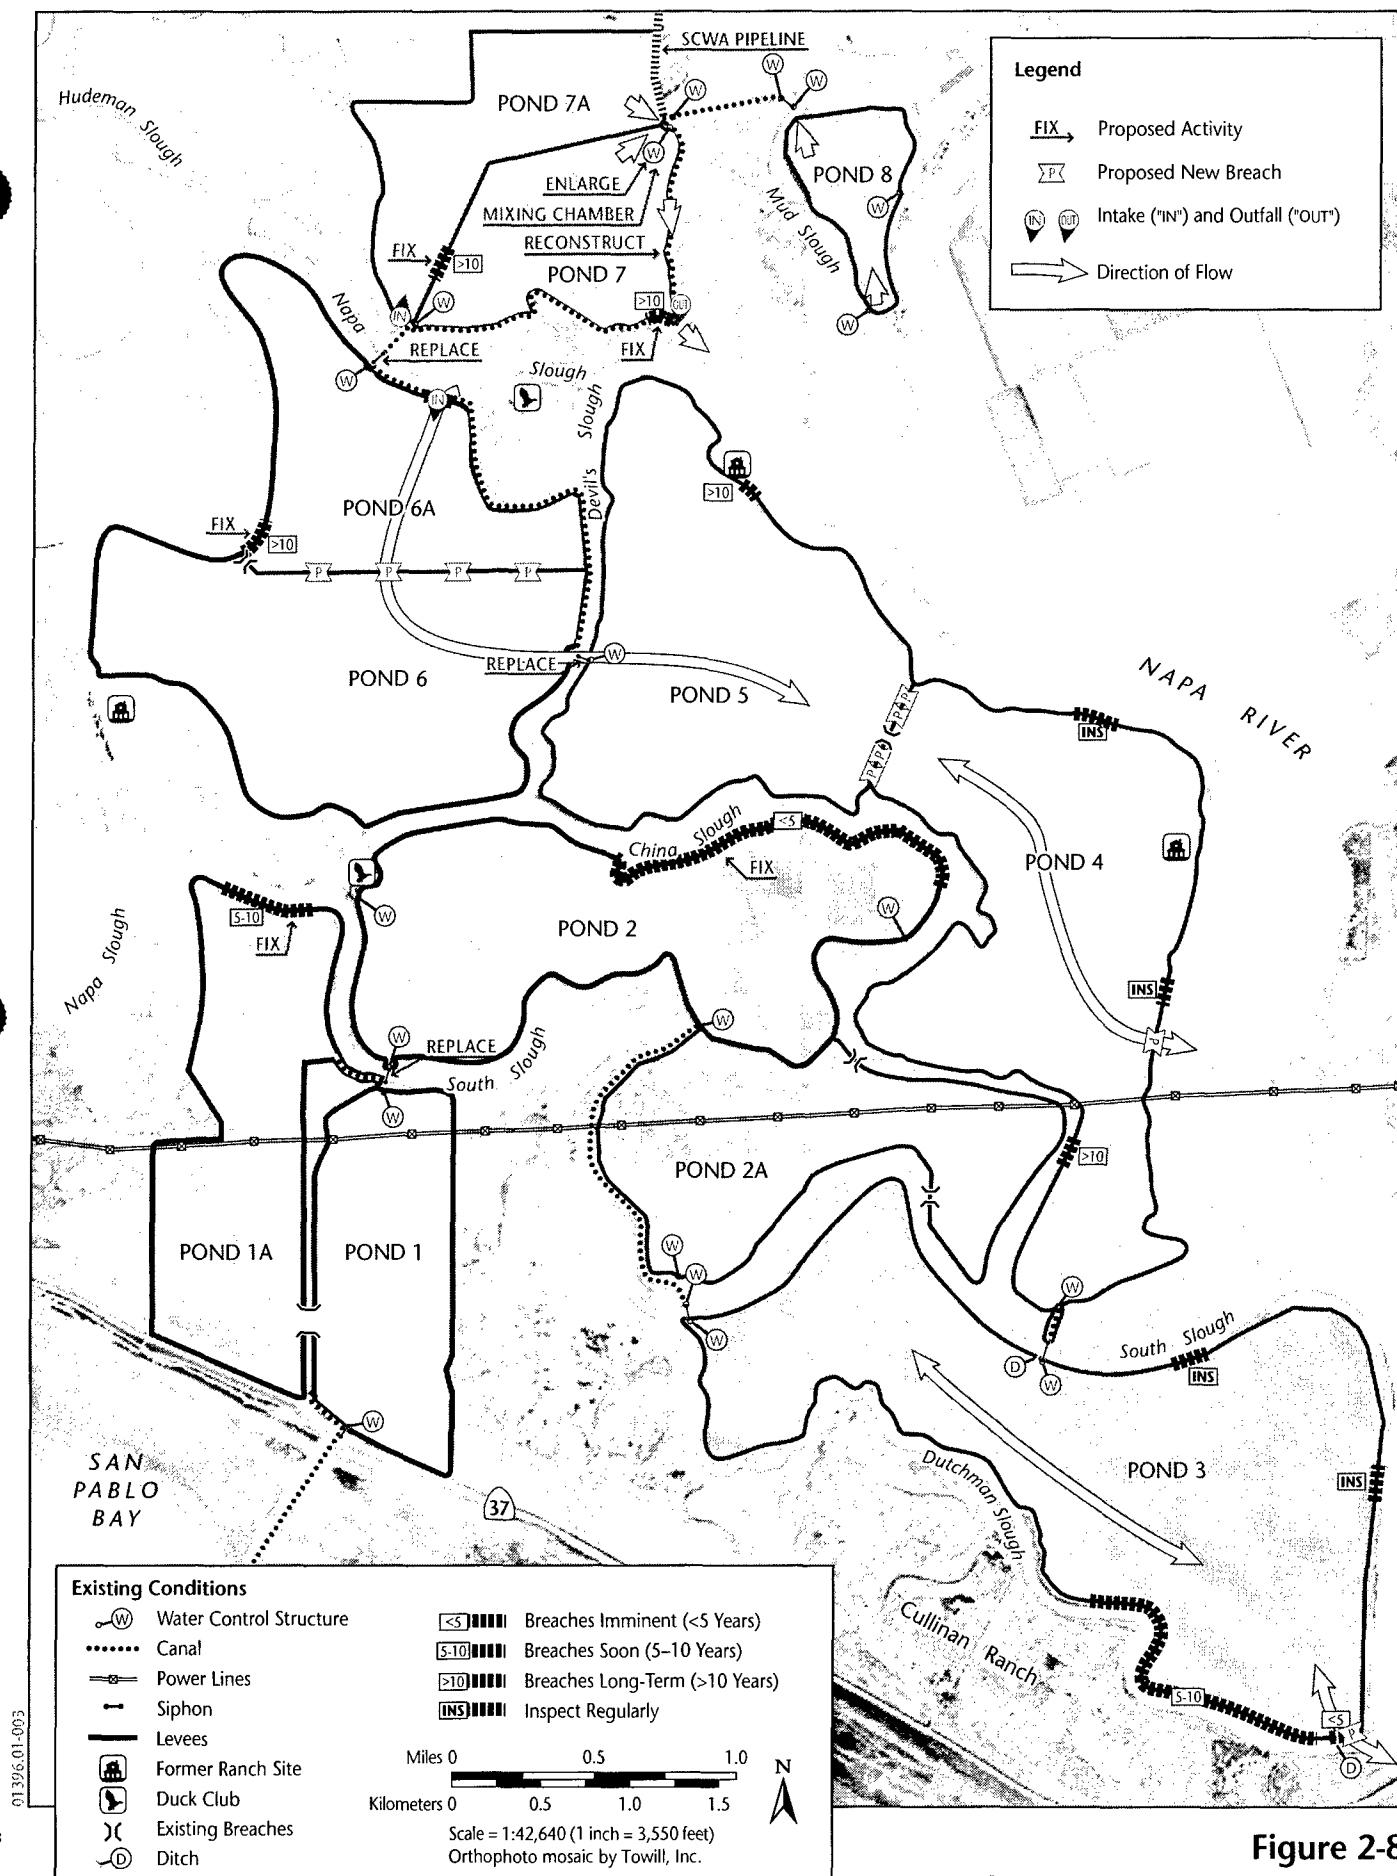 SCWA PIPELINE
W
W
W
Hudeman Slough
POND 7A
W
ENLARGE
MIXING CHAMBER
RECONSTRUCT
POND 8
W
Mud Slough
FIX
>10
POND 7
>10
OUT
W
IN
W
FIX
Napa
REPLACE
W
Slough
IN
Devil's Slough
>10
POND 6A
FIX
>10
P
P
P
P
REPLACE
W
POND 6
POND 5
P
P
P
P
NAPA RIVER
INS
China Slough
<5
FIX
POND 4
5-10
FIX
W
POND 2
W
Napa Slough
INS
P
W
REPLACE
South Slough
W
W
>10
POND 2A
POND 1A
POND 1
W
W
W
W
D
W
South Slough
INS
W
SAN
PABLO
BAY
37
Dutchman Slough
POND 3
INS
Cullinan Ranch
5-10
<5
P
D
Legend
FIX Proposed Activity
P Proposed New Breach
IN OUT Intake ("IN") and Outfall ("OUT")
Direction of Flow
Existing Conditions
W Water Control Structure
Canal
Power Lines
Siphon
Levees
Former Ranch Site
Duck Club
Existing Breaches
D Ditch
<5 Breaches Imminent (<5 Years)
5-10 Breaches Soon (5–10 Years)
>10 Breaches Long-Term (>10 Years)
INS Inspect Regularly
Miles 0 0.5 1.0
Kilometers 0 0.5 1.0 1.5
N
Scale = 1:42,640 (1 inch = 3,550 feet)
Orthophoto mosaic by Towill, Inc.
01396.01-003
Figure 2-8